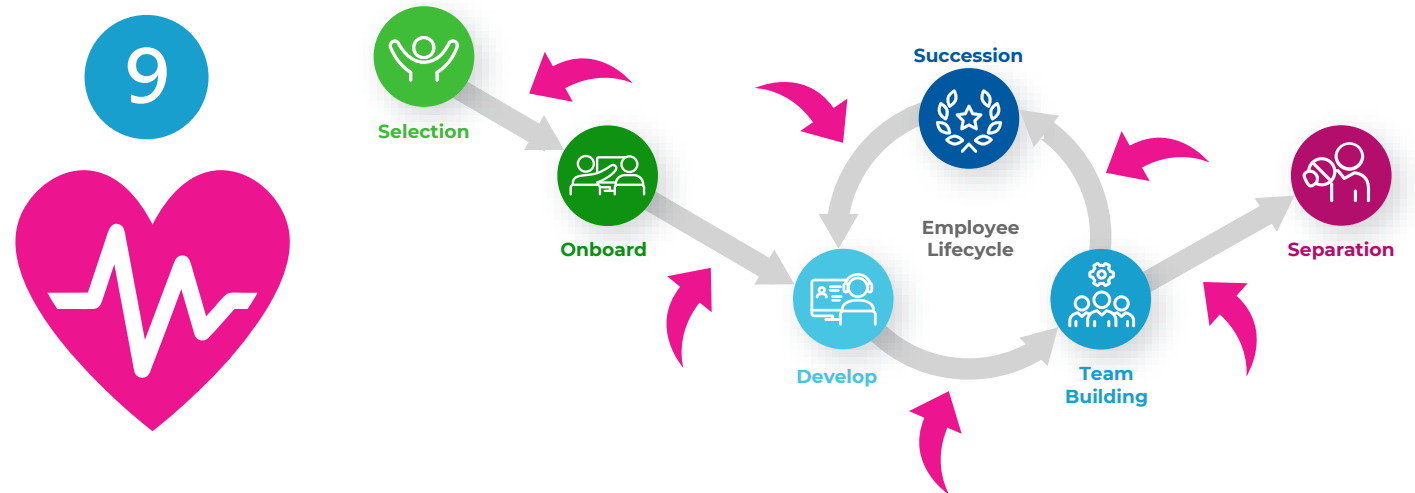 9
Selection
Onboard
Succession
Employee
Lifecycle
Develop
Team
Building
Separation